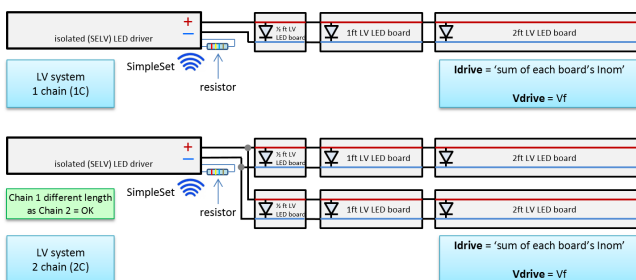 +
isolated (SELV) LED driver
–
½ ft LV
LED board
1ft LV LED board
2ft LV LED board
SimpleSet
resistor
LV system
1 chain (1C)
Idrive = 'sum of each board's Inom'
Vdrive = Vf
+
isolated (SELV) LED driver
–
½ ft LV
LED board
1ft LV LED board
2ft LV LED board
SimpleSet
resistor
Chain 1 different length
as Chain 2 = OK
½ ft LV
LED board
1ft LV LED board
2ft LV LED board
LV system
2 chain (2C)
Idrive = 'sum of each board's Inom'
Vdrive = Vf